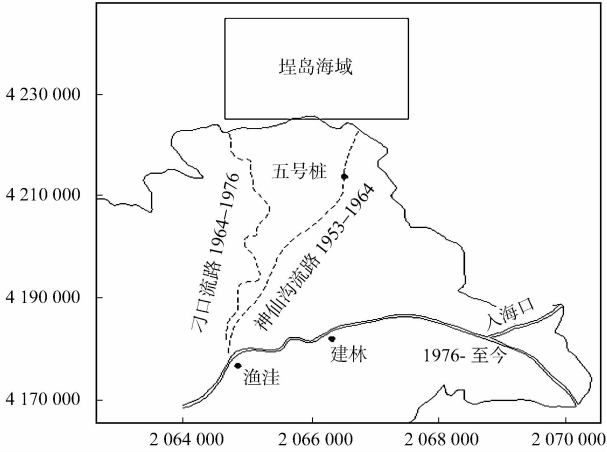 埕岛海域
4 230 000
五号桩
4 210 000
刁口流路 1964–1976
神仙沟流路 1953–1964
4 190 000
入海口
建林
1976- 至今
渔洼
4 170 000
2 064 000
2 066 000
2 068 000
2 070 000